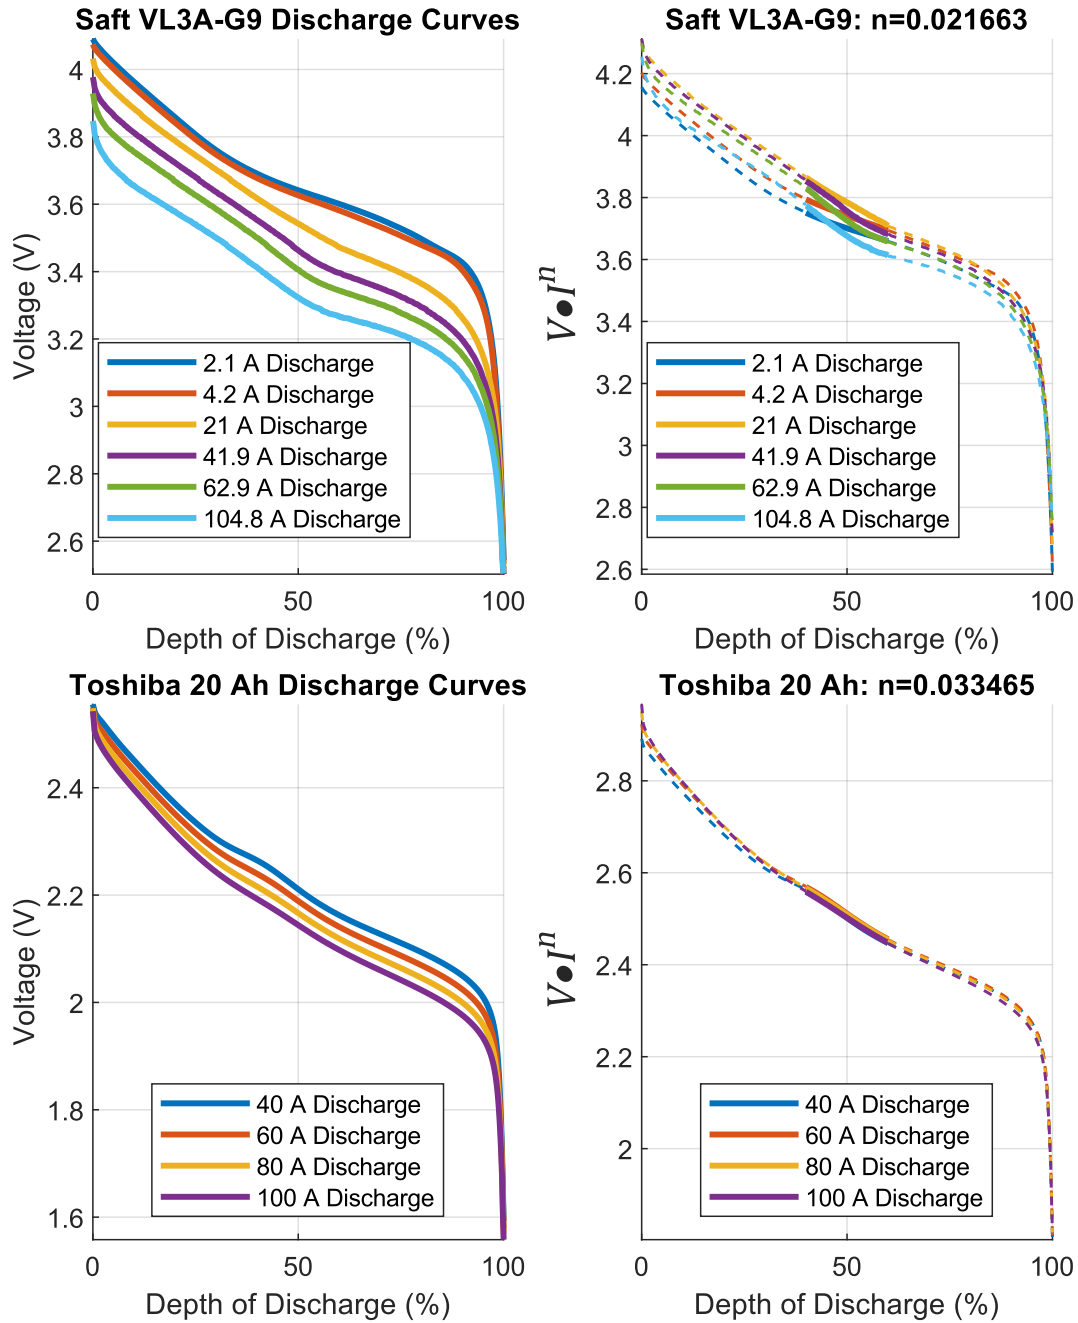 Saft VL3A-G9 Discharge Curves
Voltage (V)
4
3.8
3.6
3.4
3.2
3
2.8
2.6
2.1 A Discharge
4.2 A Discharge
21 A Discharge
41.9 A Discharge
62.9 A Discharge
104.8 A Discharge
0 50 100
Depth of Discharge (%)
Saft VL3A-G9: n=0.021663
V●Iⁿ
4.2
4
3.8
3.6
3.4
3.2
3
2.8
2.6
2.1 A Discharge
4.2 A Discharge
21 A Discharge
41.9 A Discharge
62.9 A Discharge
104.8 A Discharge
0 50 100
Depth of Discharge (%)
Toshiba 20 Ah Discharge Curves
Voltage (V)
2.4
2.2
2
1.8
1.6
40 A Discharge
60 A Discharge
80 A Discharge
100 A Discharge
0 50 100
Depth of Discharge (%)
Toshiba 20 Ah: n=0.033465
V●Iⁿ
2.8
2.6
2.4
2.2
2
40 A Discharge
60 A Discharge
80 A Discharge
100 A Discharge
0 50 100
Depth of Discharge (%)